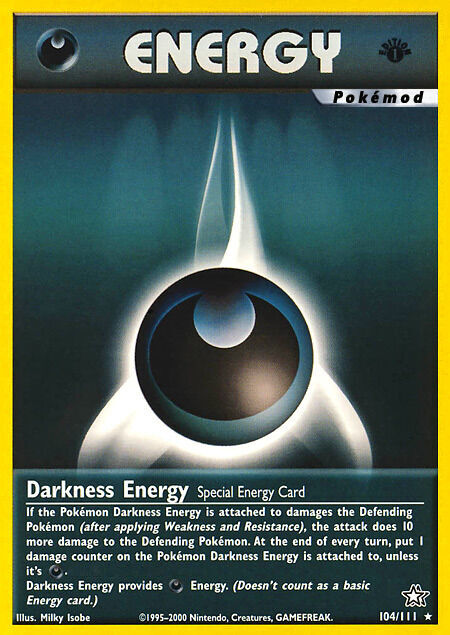 ENERGY
EDITION
1
Pokémod
Darkness Energy Special Energy Card
If the Pokémon Darkness Energy is attached to damages the Defending
Pokémon (after applying Weakness and Resistance), the attack does 10
more damage to the Defending Pokémon. At the end of every turn, put 1
damage counter on the Pokémon Darkness Energy is attached to, unless
it's .
Darkness Energy provides Energy. (Doesn't count as a basic
Energy card.)
Illus. Milky Isobe ©1995-2000 Nintendo, Creatures, GAMEFREAK. 104/111 ★